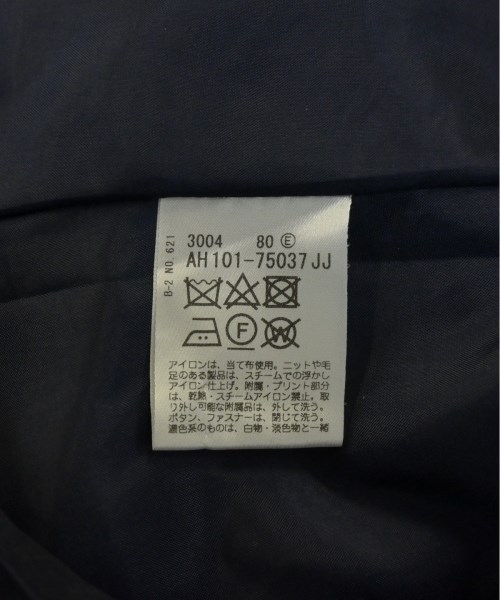 B-2 NO.621
3004 80 Ⓔ
AH101-75037JJ
F W
アイロンは、当て布使用。ニットや毛
足のある製品は、スチームでの浮かし
アイロン仕上げ。附属・プリント部分
は、乾熱・スチームアイロン禁止。取
り外し可能な附属品は、外して洗う。
ボタン、ファスナーは、閉じて洗う。
濃色系のものは、白物・淡色物と一緒